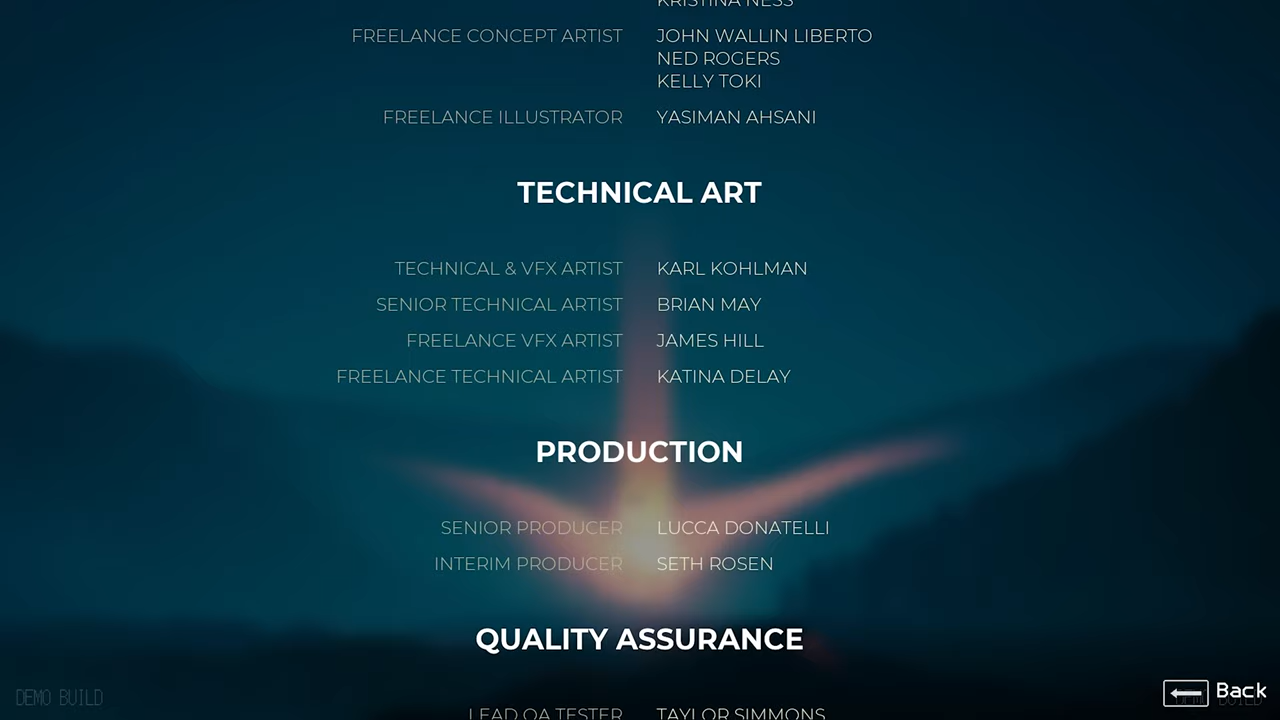 KRISTINA NESS
FREELANCE CONCEPT ARTIST JOHN WALLIN LIBERTO
NED ROGERS
KELLY TOKI
FREELANCE ILLUSTRATOR YASIMAN AHSANI
TECHNICAL ART
TECHNICAL & VFX ARTIST KARL KOHLMAN
SENIOR TECHNICAL ARTIST BRIAN MAY
FREELANCE VFX ARTIST JAMES HILL
FREELANCE TECHNICAL ARTIST KATINA DELAY
PRODUCTION
SENIOR PRODUCER LUCCA DONATELLI
INTERIM PRODUCER SETH ROSEN
QUALITY ASSURANCE
DEMO BUILD
Back
LEAD QA TESTER TAYLOR SIMMONS